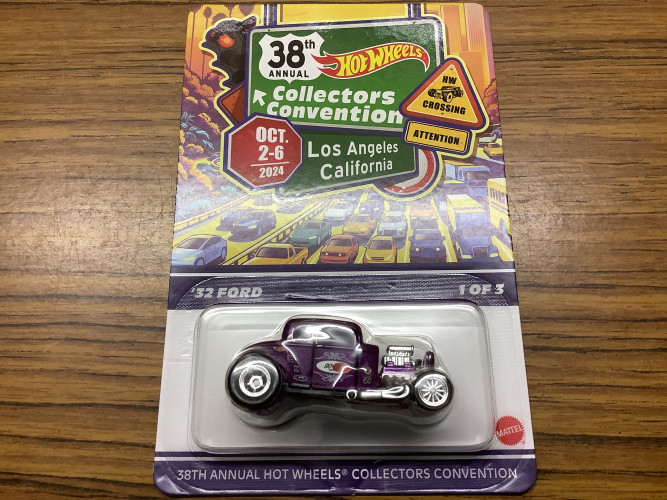 38th
ANNUAL
HOT WHEELS
Collectors
Convention
HW
CROSSING
ATTENTION
OCT.
2-6
2024
Los Angeles
California
'32 FORD
1 OF 3
MATTEL
38TH ANNUAL HOT WHEELS® COLLECTORS CONVENTION